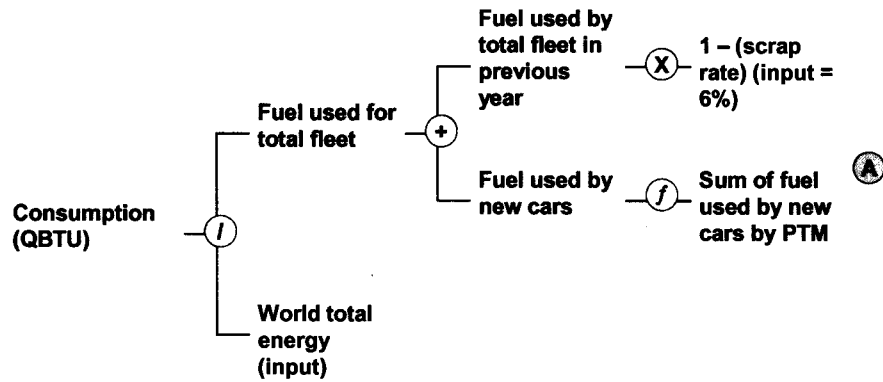 Fuel used by
total fleet in
previous
year
X
1 – (scrap
rate) (input =
6%)
Fuel used for
total fleet
+
Fuel used by
new cars
f
Sum of fuel
used by new
cars by PTM
A
Consumption
(QBTU)
/
World total
energy
(input)